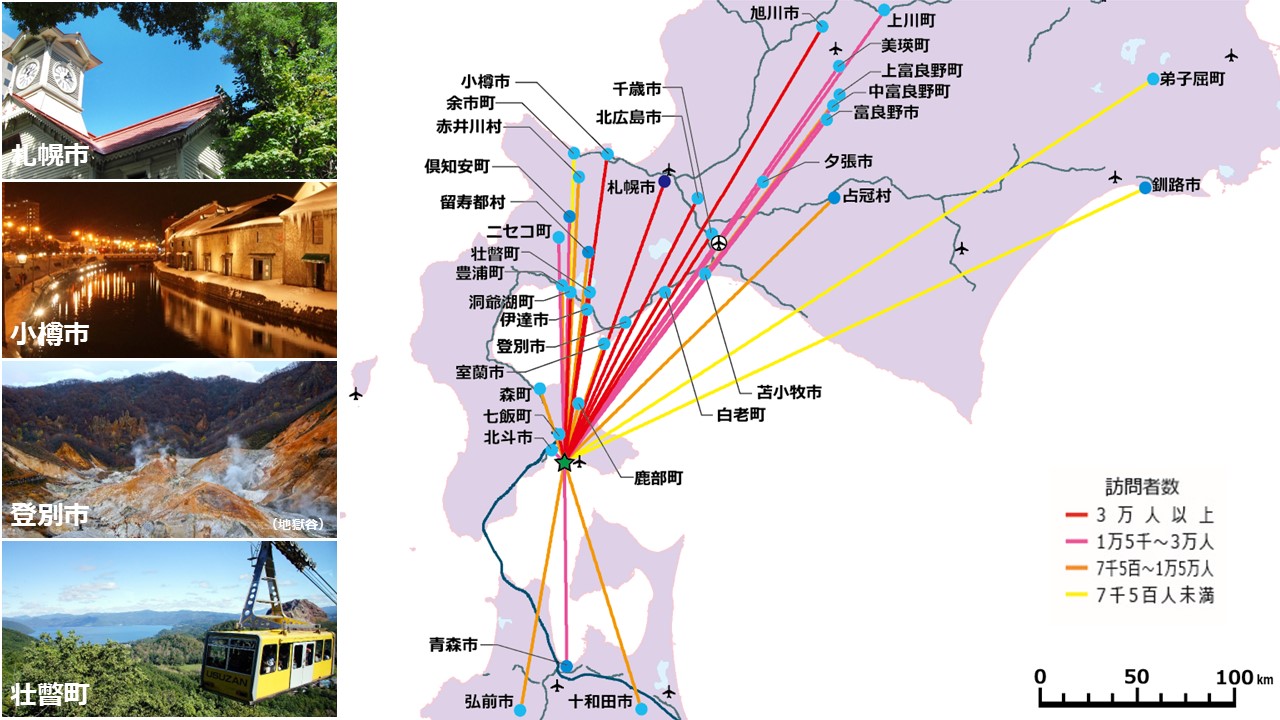 札幌市
小樽市
登別市
（地獄谷）
USUZAN
壮瞥町
旭川市
上川町
美瑛町
上富良野町
中富良野町
富良野市
弟子屈町
小樽市
余市町
赤井川村
倶知安町
留寿都村
ニセコ町
壮瞥町
豊浦町
洞爺湖町
伊達市
登別市
室蘭市
森町
七飯町
北斗市
千歳市
北広島市
札幌市
夕張市
占冠村
釧路市
苫小牧市
白老町
鹿部町
青森市
弘前市
十和田市
訪問者数
3万人以上
1万5千～3万人
7千5百～1万5万人
7千5百人未満
0 50 100 km